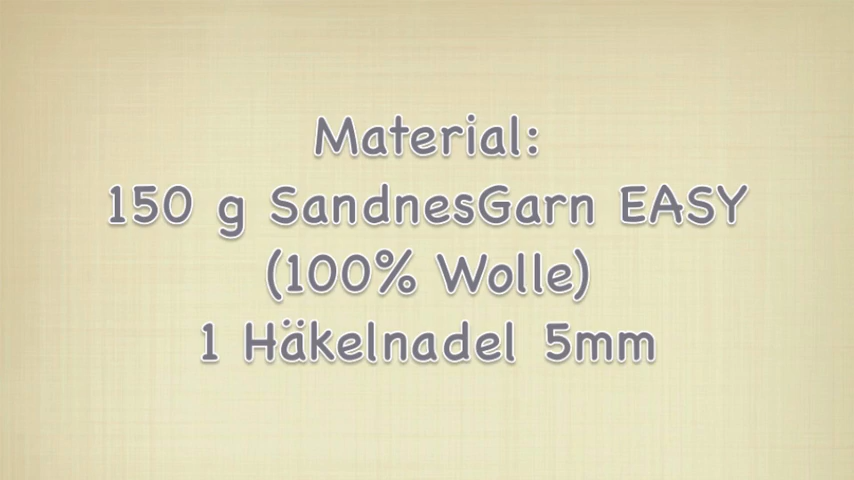 Material:
150 g SandnesGarn EASY
(100% Wolle)
1 Häkelnadel 5mm